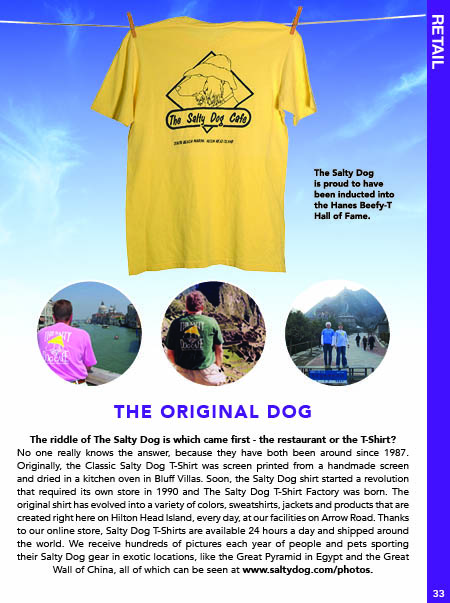 RETAIL
The Salty Dog Cafe
SOUTH BEACH MARINA HILTON HEAD ISLAND
The Salty Dog
is proud to have
been inducted into
the Hanes Beefy-T
Hall of Fame.
THE SALTY
DOG CAFE
THE SALTY
DOG CAFE
THE ORIGINAL DOG
The riddle of The Salty Dog is which came first - the restaurant or the T-Shirt?
No one really knows the answer, because they have both been around since 1987.
Originally, the Classic Salty Dog T-Shirt was screen printed from a handmade screen
and dried in a kitchen oven in Bluff Villas. Soon, the Salty Dog shirt started a revolution
that required its own store in 1990 and The Salty Dog T-Shirt Factory was born. The
original shirt has evolved into a variety of colors, sweatshirts, jackets and products that are
created right here on Hilton Head Island, every day, at our facilities on Arrow Road. Thanks
to our online store, Salty Dog T-Shirts are available 24 hours a day and shipped around
the world. We receive hundreds of pictures each year of people and pets sporting
their Salty Dog gear in exotic locations, like the Great Pyramid in Egypt and the Great
Wall of China, all of which can be seen at www.saltydog.com/photos.
33